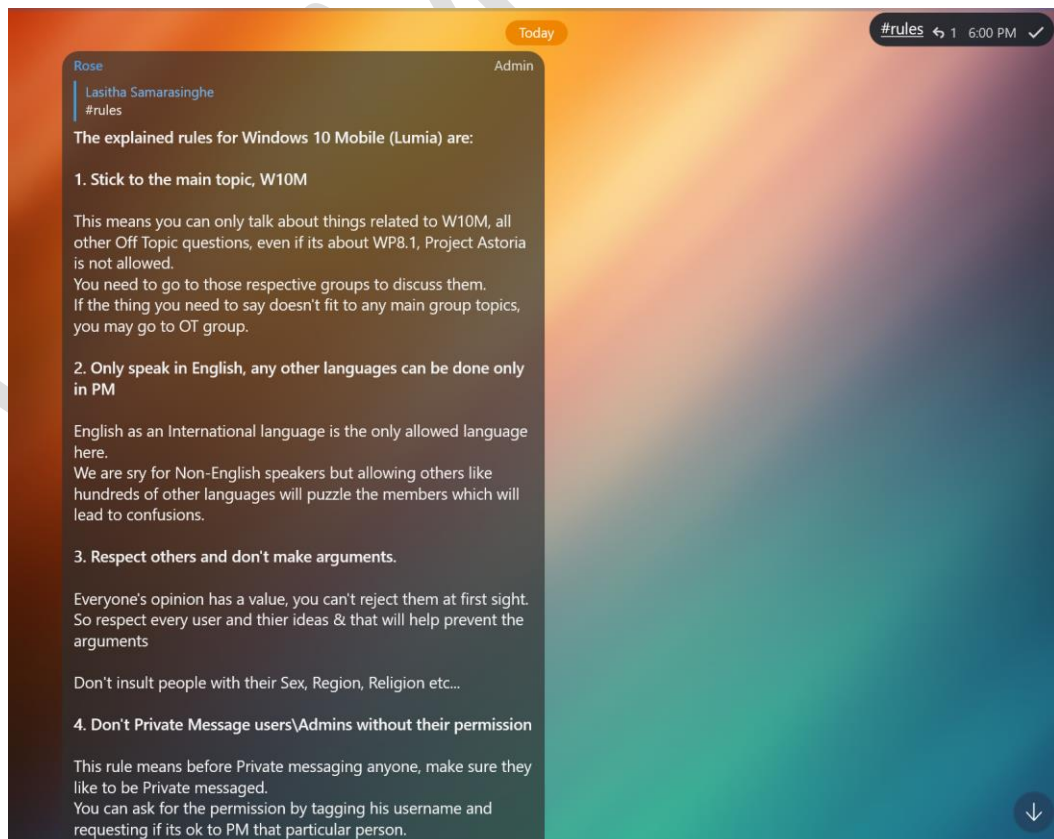 Today
#rules 1 6:00 PM
Rose Admin
Lasitha Samarasinghe
#rules
The explained rules for Windows 10 Mobile (Lumia) are:
1. Stick to the main topic, W10M
This means you can only talk about things related to W10M, all
other Off Topic questions, even if its about WP8.1, Project Astoria
is not allowed.
You need to go to those respective groups to discuss them.
If the thing you need to say doesn't fit to any main group topics,
you may go to OT group.
2. Only speak in English, any other languages can be done only
in PM
English as an International language is the only allowed language
here.
We are sry for Non-English speakers but allowing others like
hundreds of other languages will puzzle the members which will
lead to confusions.
3. Respect others and don't make arguments.
Everyone's opinion has a value, you can't reject them at first sight.
So respect every user and thier ideas & that will help prevent the
arguments
Don't insult people with their Sex, Region, Religion etc...
4. Don't Private Message users\Admins without their permission
This rule means before Private messaging anyone, make sure they
like to be Private messaged.
You can ask for the permission by tagging his username and
requesting if its ok to PM that particular person.